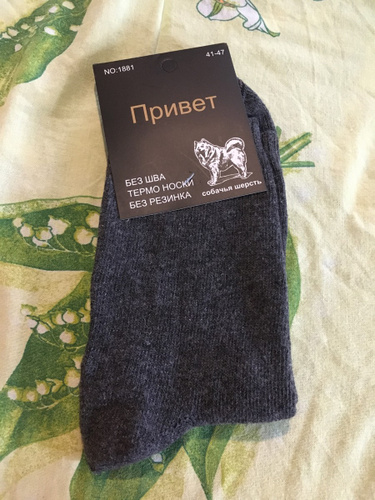 NO:1881 41-47
Привет
БЕЗ ШВА
ТЕРМО НОСКИ
БЕЗ РЕЗИНКА
собачья шерсть